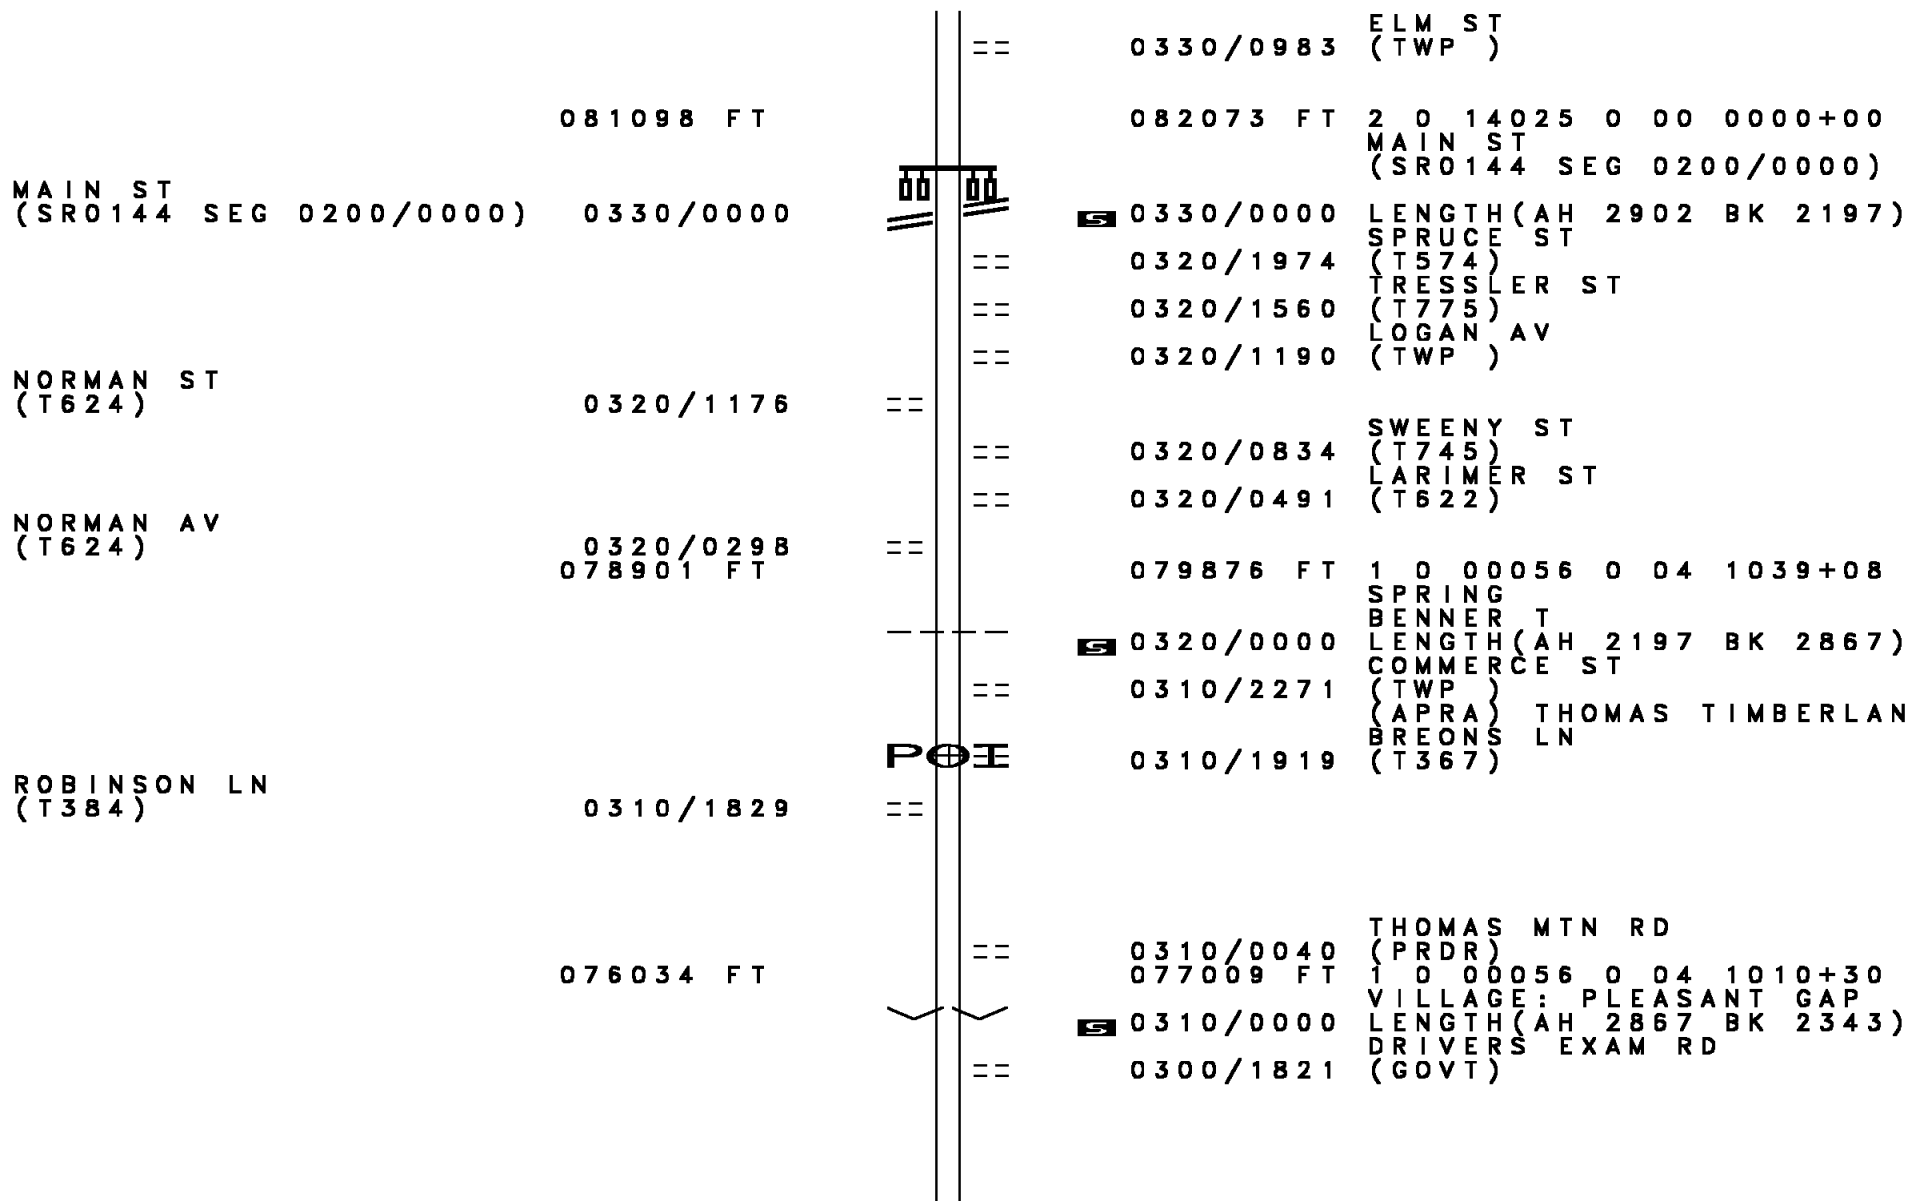 ELM ST
0330/0983 (TWP )
081098 FT 082073 FT 2 0 14025 0 00 0000+00
MAIN ST
(SR0144 SEG 0200/0000)
MAIN ST
(SR0144 SEG 0200/0000) 0330/0000 S 0330/0000 LENGTH(AH 2902 BK 2197)
SPRUCE ST
0320/1974 (T574)
TRESSLER ST
0320/1560 (T775)
LOGAN AV
0320/1190 (TWP )
NORMAN ST
(T624) 0320/1176
SWEENY ST
0320/0834 (T745)
LARIMER ST
0320/0491 (T622)
NORMAN AV
(T624) 0320/0298
078901 FT 079876 FT 1 0 00056 0 04 1039+08
SPRING
BENNER T
S 0320/0000 LENGTH(AH 2197 BK 2867)
COMMERCE ST
0310/2271 (TWP )
(APRA) THOMAS TIMBERLAN
BREONS LN
POI 0310/1919 (T367)
ROBINSON LN
(T384) 0310/1829
THOMAS MTN RD
0310/0040 (PRDR)
076034 FT 077009 FT 1 0 00056 0 04 1010+30
VILLAGE: PLEASANT GAP
S 0310/0000 LENGTH(AH 2867 BK 2343)
DRIVERS EXAM RD
0300/1821 (GOVT)